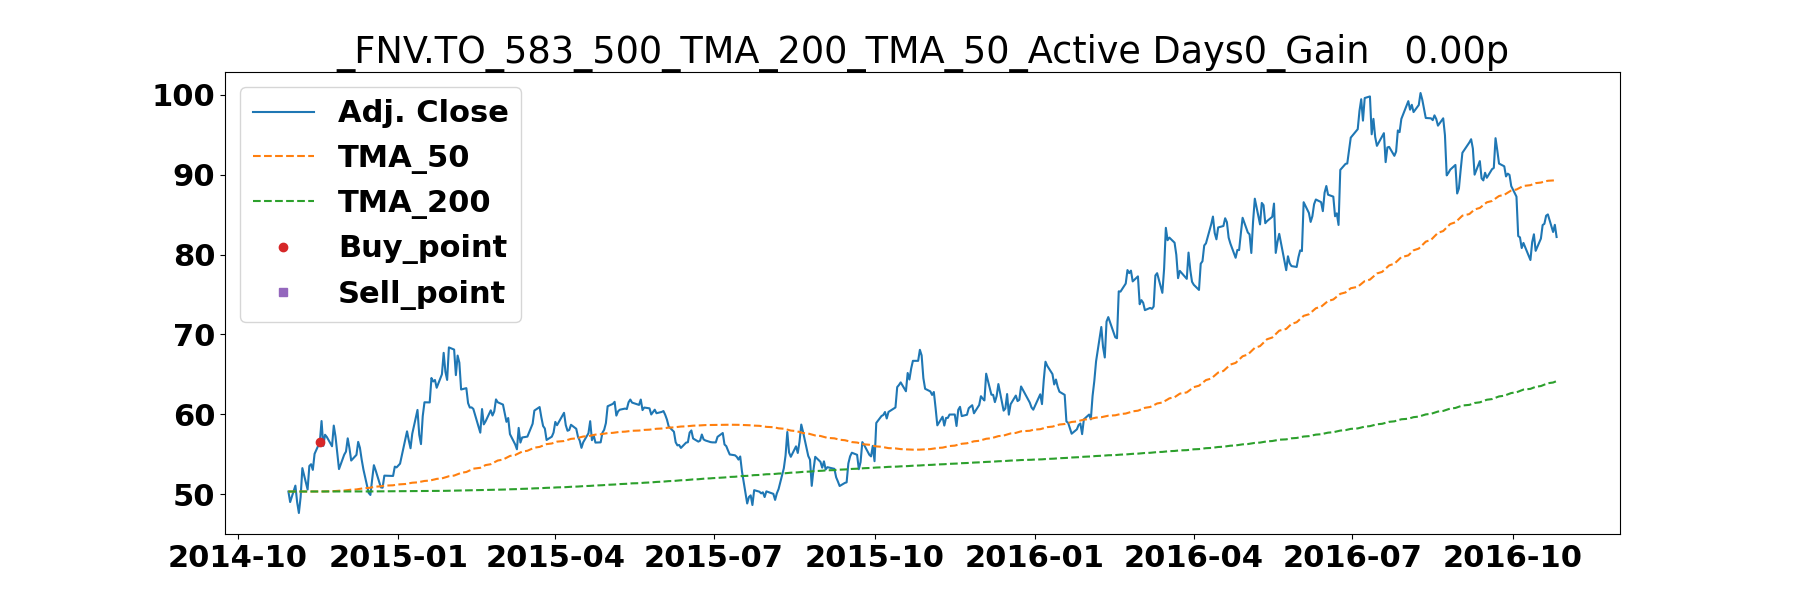 _FNV.TO_583_500_TMA_200_TMA_50_Active Days0_Gain   0.00p
100
90
80
70
60
50
Adj. Close
TMA_50
TMA_200
Buy_point
Sell_point
2014-10 2015-01 2015-04 2015-07 2015-10 2016-01 2016-04 2016-07 2016-10